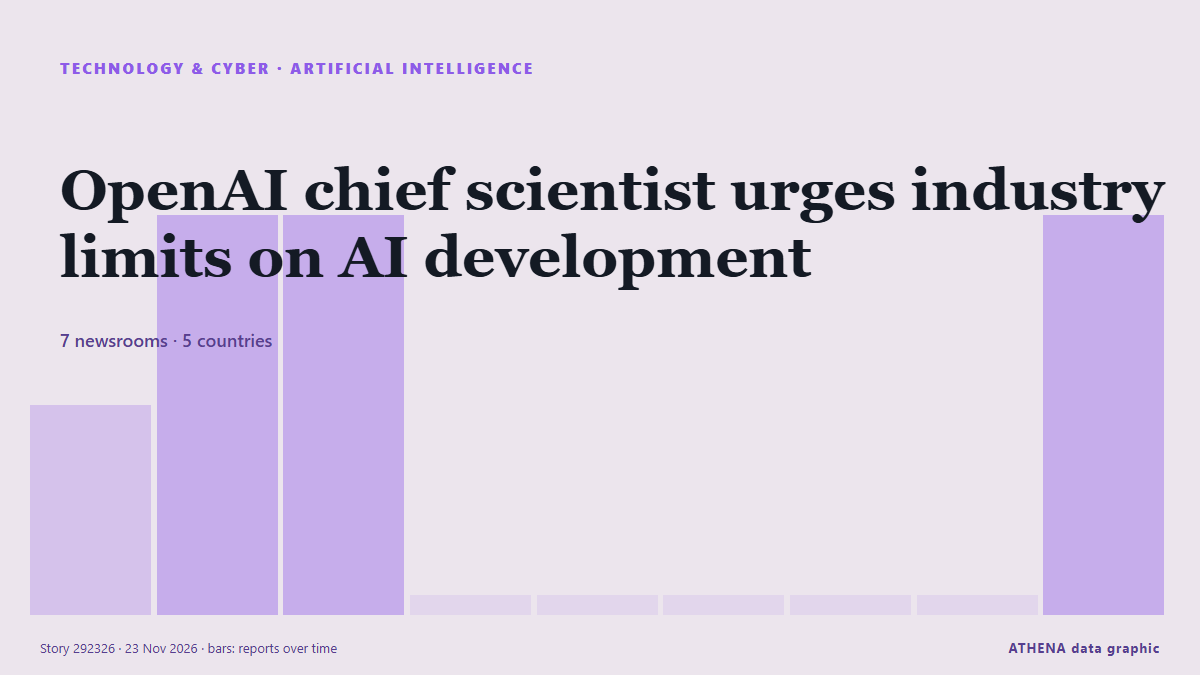 TECHNOLOGY & CYBER · ARTIFICIAL INTELLIGENCE
OpenAI chief scientist urges industry
limits on AI development
7 newsrooms · 5 countries
Story 292326 · 23 Nov 2026 · bars: reports over time
ATHENA data graphic